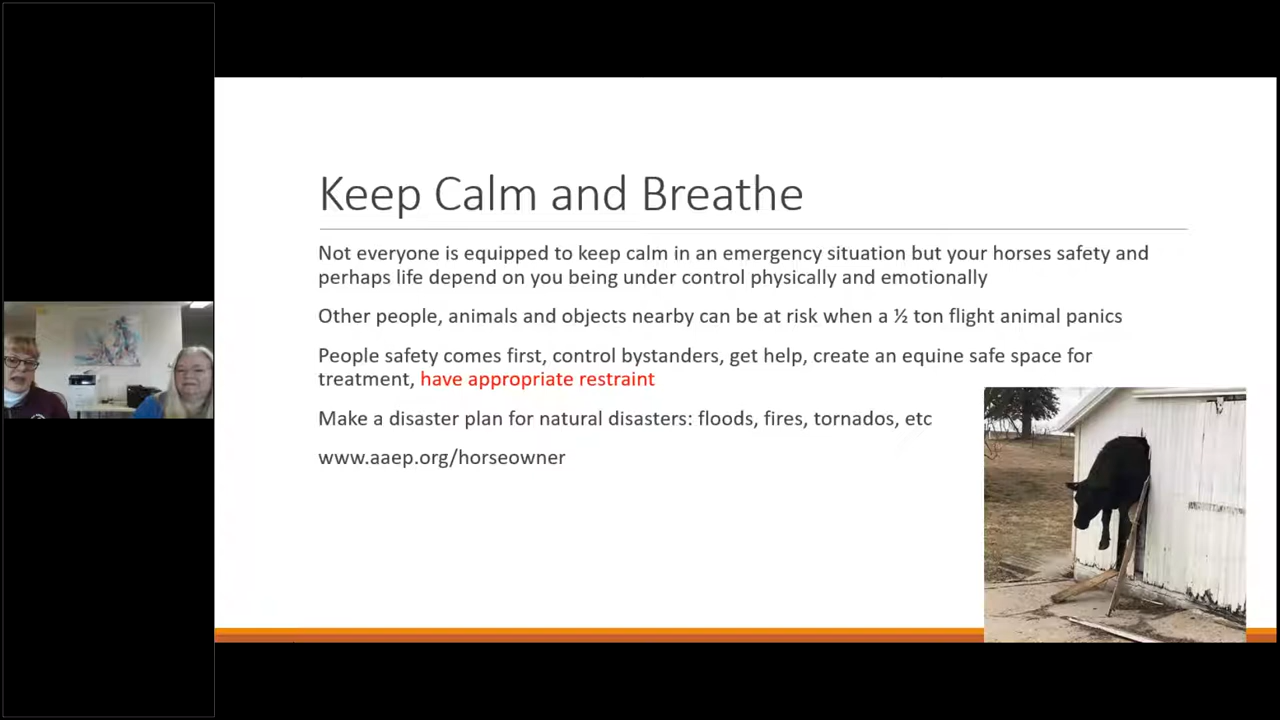 Keep Calm and Breathe
Not everyone is equipped to keep calm in an emergency situation but your horses safety and
perhaps life depend on you being under control physically and emotionally
Other people, animals and objects nearby can be at risk when a ½ ton flight animal panics
People safety comes first, control bystanders, get help, create an equine safe space for
treatment, have appropriate restraint
Make a disaster plan for natural disasters: floods, fires, tornados, etc
www.aaep.org/horseowner